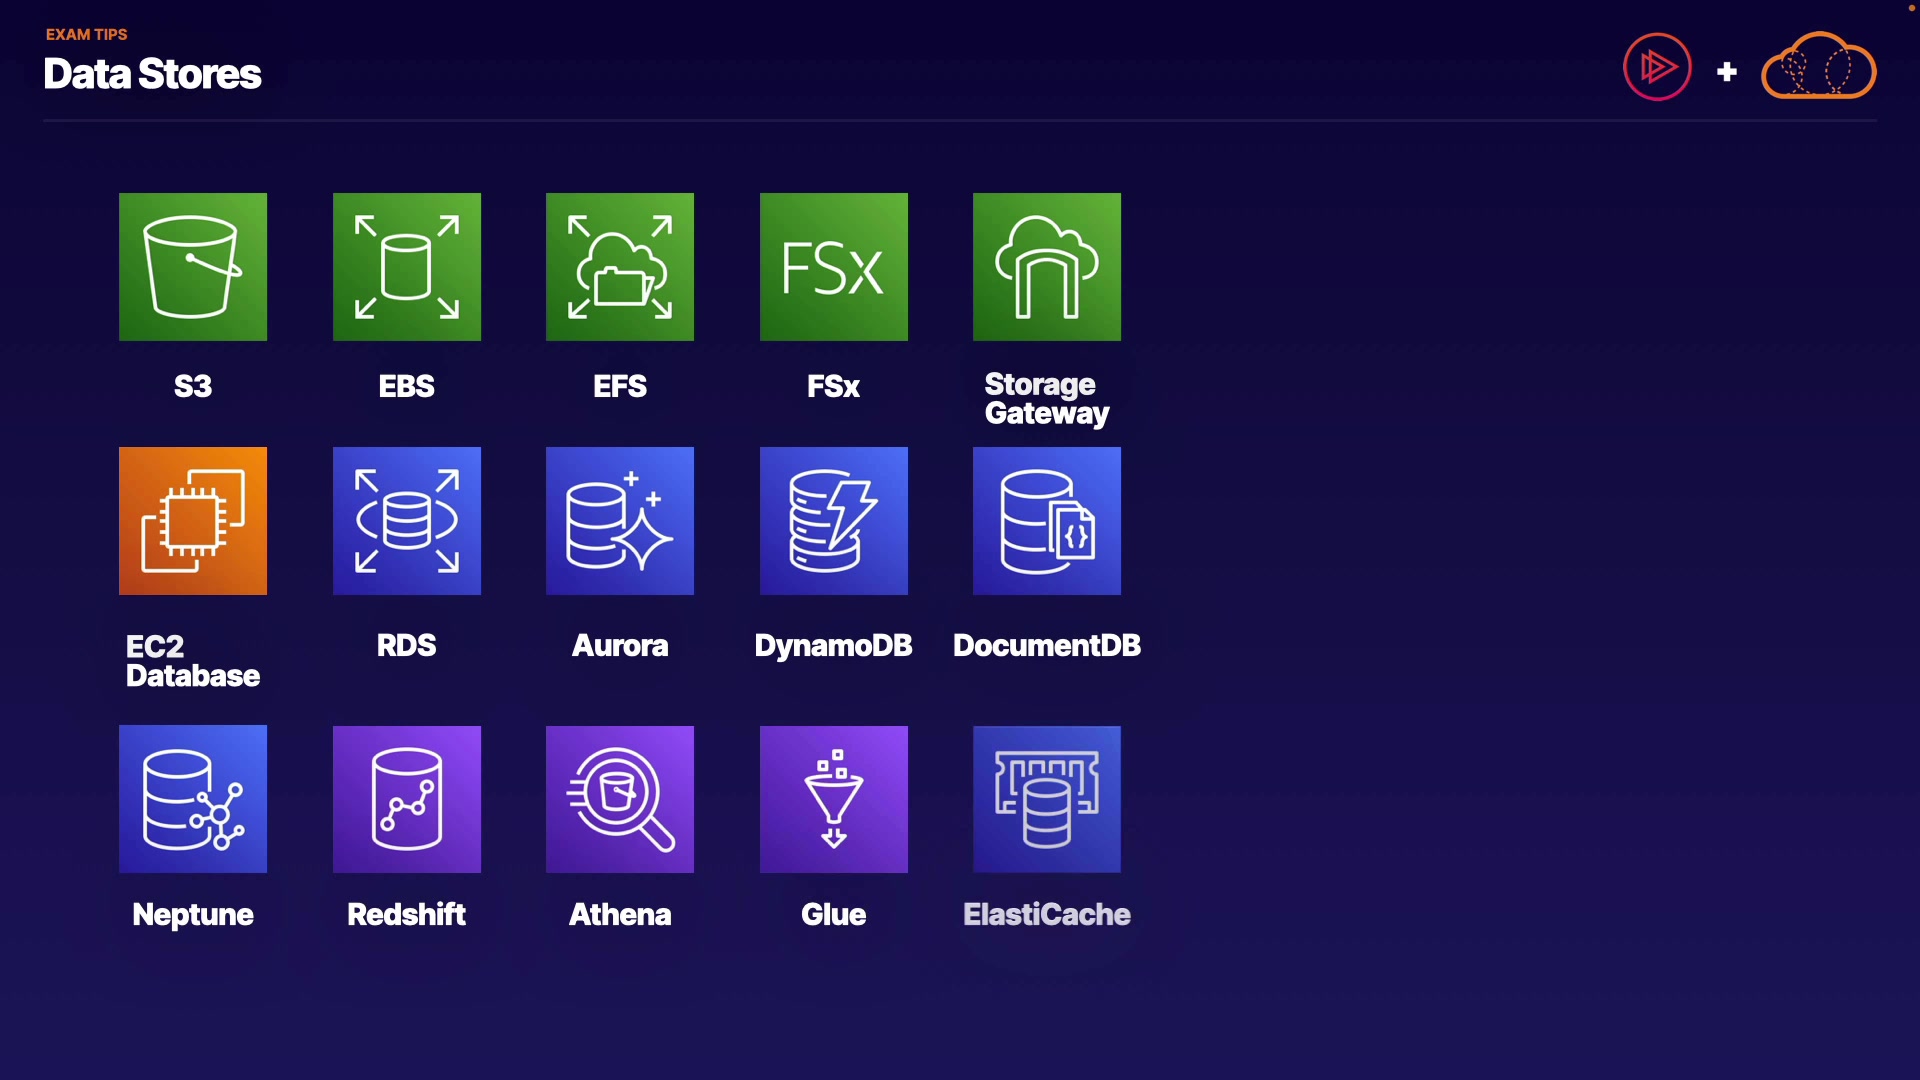 EXAM TIPS
Data Stores
FSx
S3
EBS
EFS
FSx
Storage
Gateway
EC2
Database
RDS
Aurora
DynamoDB
DocumentDB
Neptune
Redshift
Athena
Glue
ElastiCache